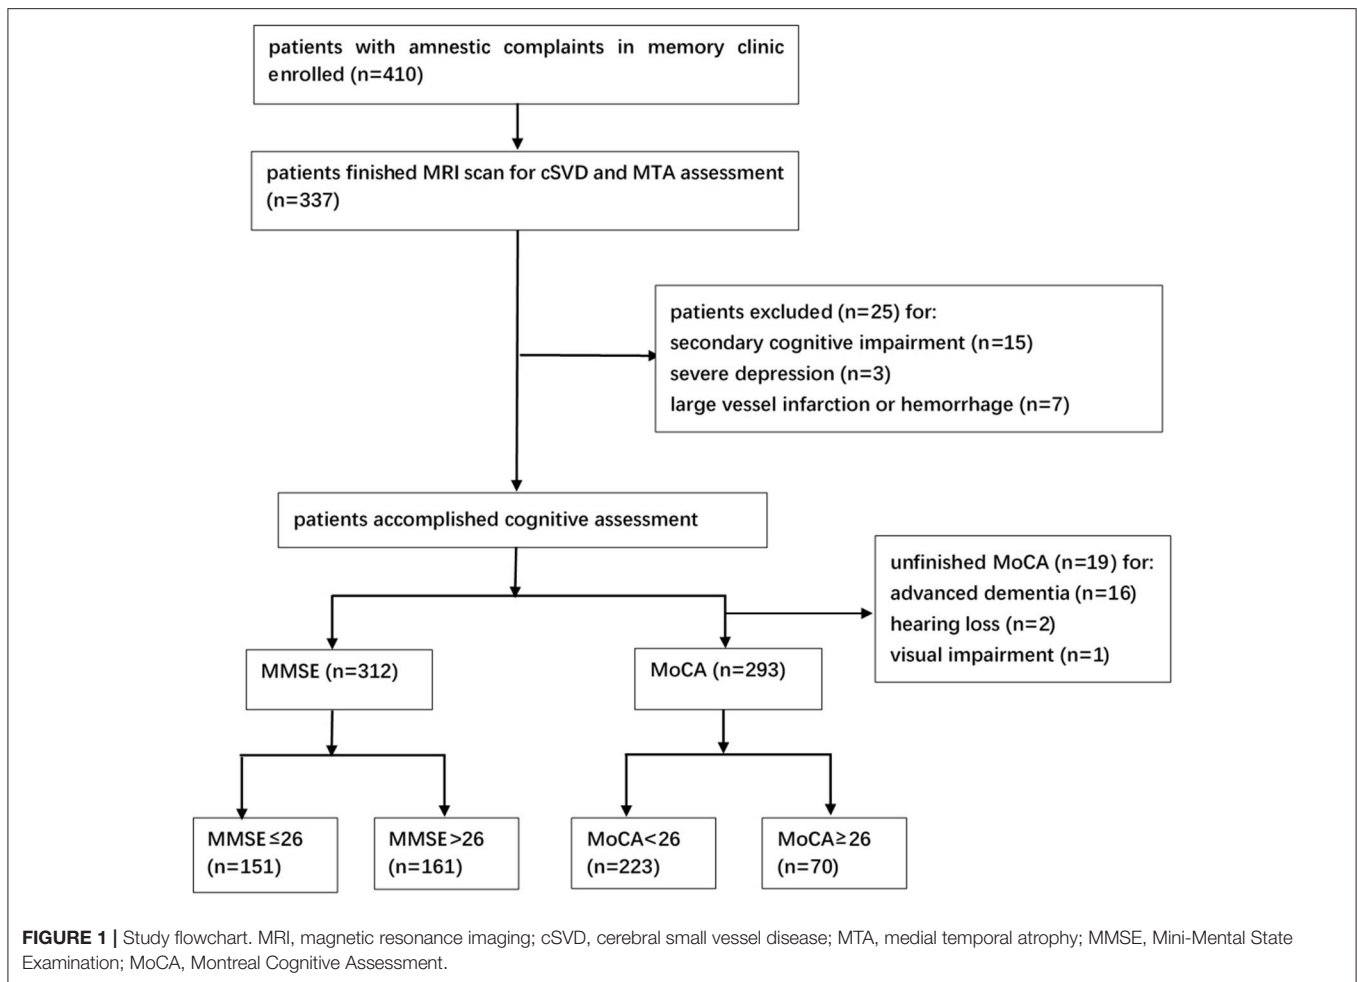 patients with amnestic complaints in memory clinic
enrolled (n=410)
patients finished MRI scan for cSVD and MTA assessment
(n=337)
patients excluded (n=25) for:
secondary cognitive impairment (n=15)
severe depression (n=3)
large vessel infarction or hemorrhage (n=7)
patients accomplished cognitive assessment
unfinished MoCA (n=19) for:
advanced dementia (n=16)
hearing loss (n=2)
visual impairment (n=1)
MMSE (n=312)
MoCA (n=293)
MMSE≤26
(n=151)
MMSE>26
(n=161)
MoCA<26
(n=223)
MoCA≥26
(n=70)
FIGURE 1 | Study flowchart. MRI, magnetic resonance imaging; cSVD, cerebral small vessel disease; MTA, medial temporal atrophy; MMSE, Mini-Mental State
Examination; MoCA, Montreal Cognitive Assessment.